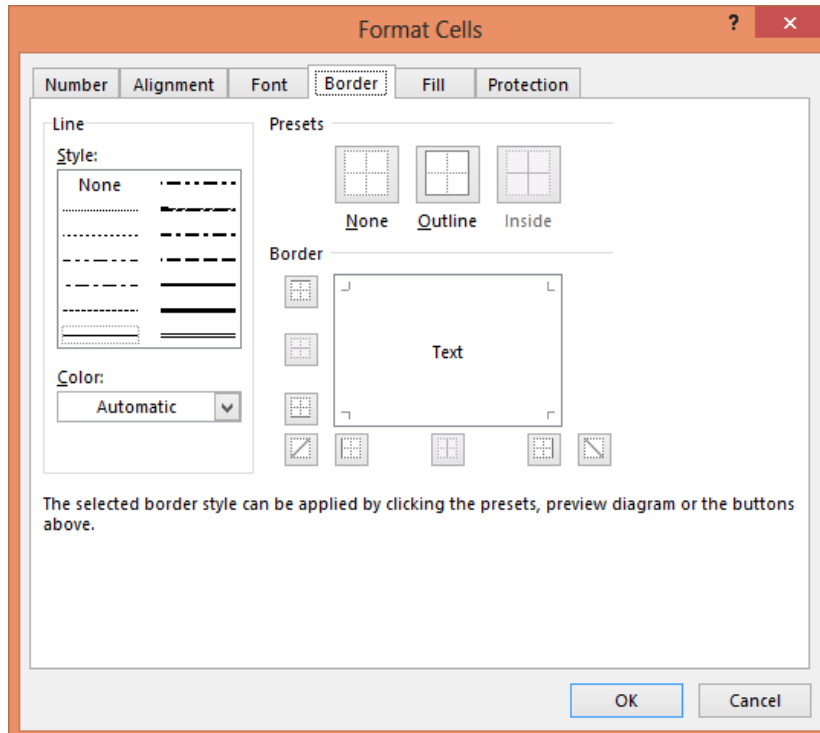 Format Cells
?
×
Number Alignment Font Border Fill Protection
Line
Style:
None
Color:
Automatic
Presets
None Outline Inside
Border
Text
The selected border style can be applied by clicking the presets, preview diagram or the buttons
above.
OK Cancel